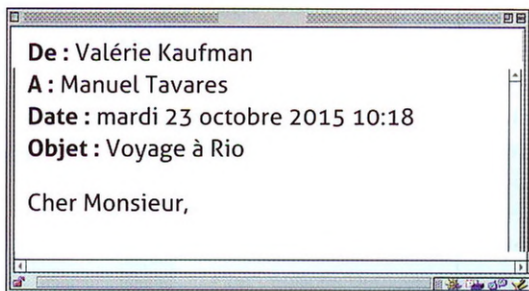 De : Valérie Kaufman
A : Manuel Tavares
Date : mardi 23 octobre 2015 10:18
Objet : Voyage à Rio
Cher Monsieur,